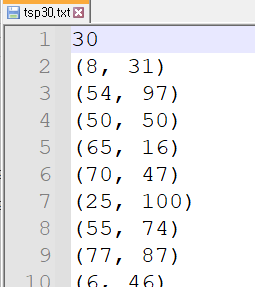 tsp30.txt
1 30
2 (8, 31)
3 (54, 97)
4 (50, 50)
5 (65, 16)
6 (70, 47)
7 (25, 100)
8 (55, 74)
9 (77, 87)
10 (6, 46)